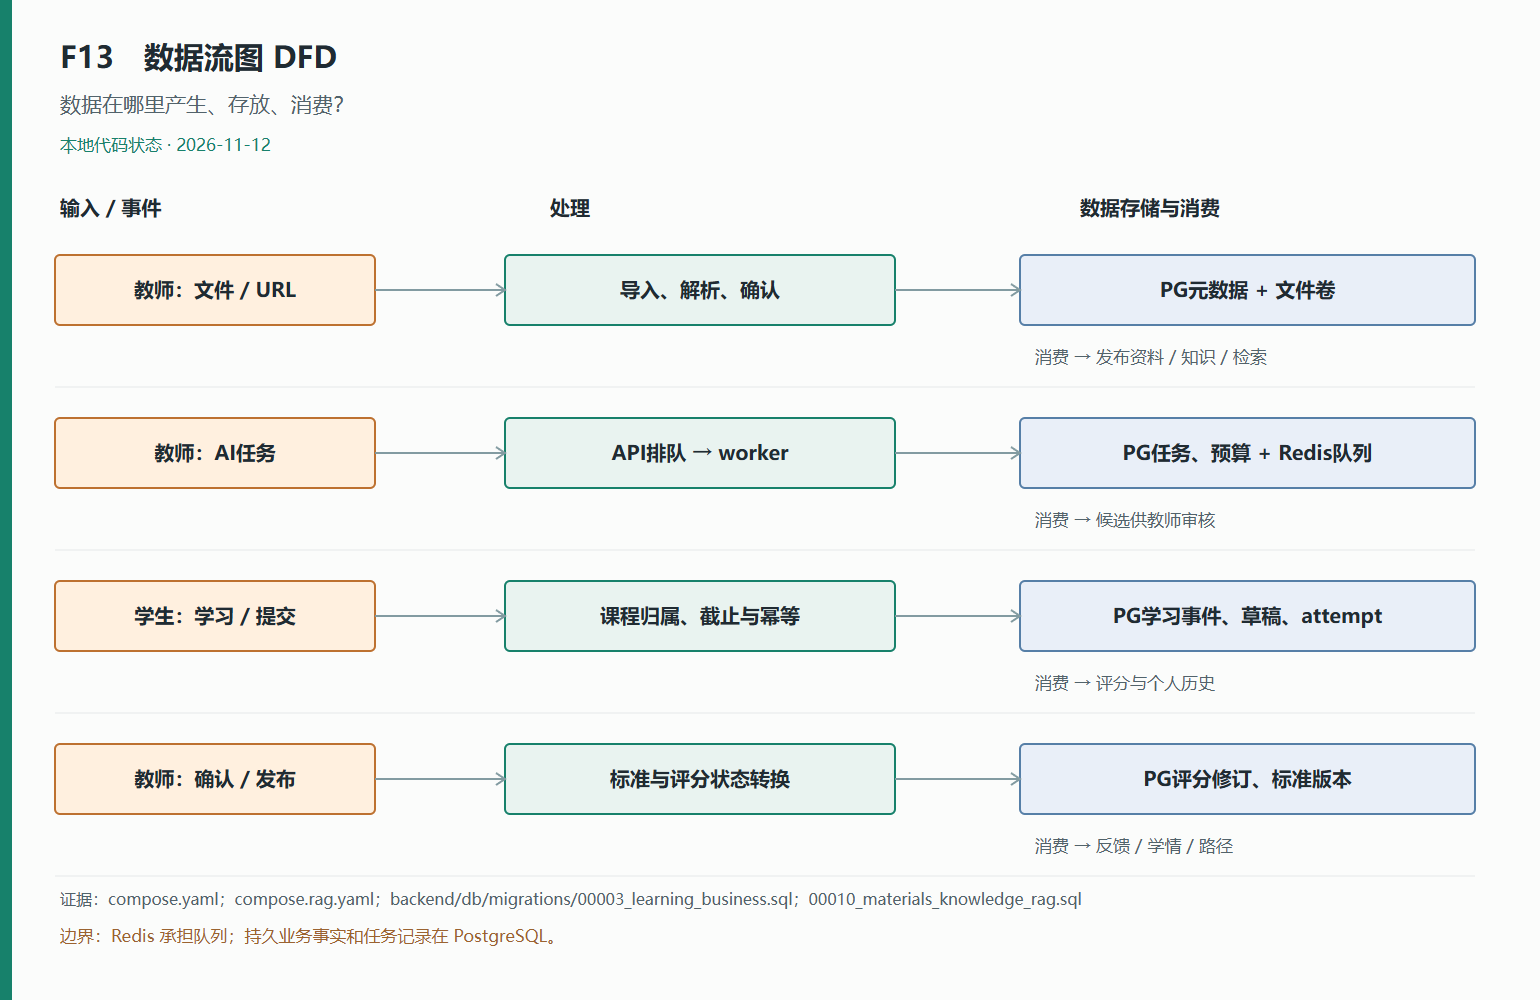 F13 数据流图 DFD
数据在哪里产生、存放、消费？
本地代码状态 · 2026-11-12
输入 / 事件 处理 数据存储与消费
教师：文件 / URL 导入、解析、确认 PG元数据 + 文件卷
消费 → 发布资料 / 知识 / 检索
教师：AI任务 API排队 → worker PG任务、预算 + Redis队列
消费 → 候选供教师审核
学生：学习 / 提交 课程归属、截止与幂等 PG学习事件、草稿、attempt
消费 → 评分与个人历史
教师：确认 / 发布 标准与评分状态转换 PG评分修订、标准版本
消费 → 反馈 / 学情 / 路径
证据：compose.yaml；compose.rag.yaml；backend/db/migrations/00003_learning_business.sql；00010_materials_knowledge_rag.sql
边界：Redis 承担队列；持久业务事实和任务记录在 PostgreSQL。